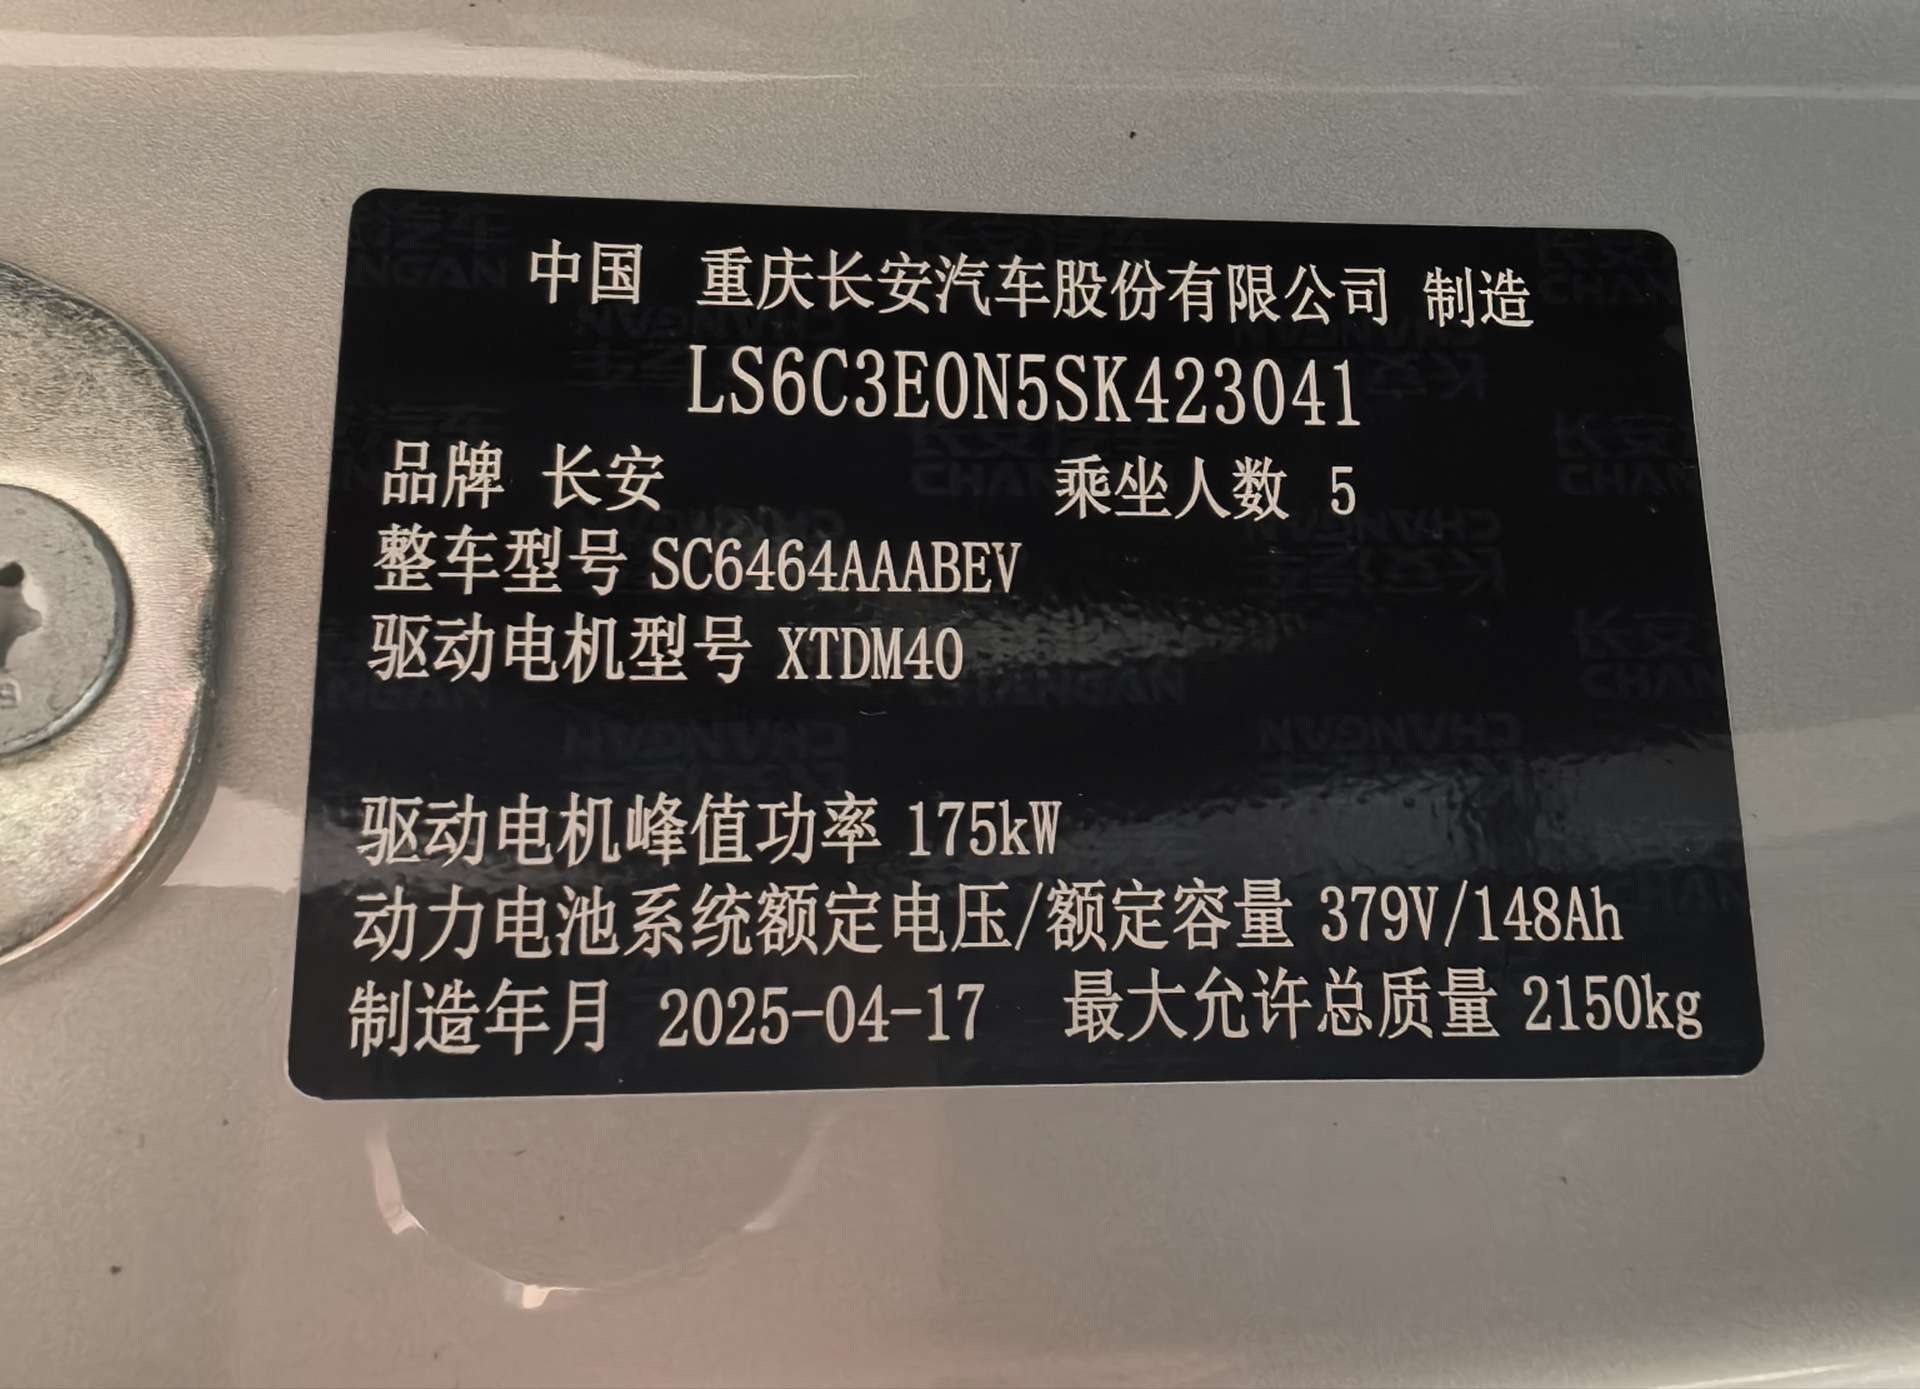 中国 重庆长安汽车股份有限公司 制造
LS6C3E0N5SK423041
品牌 长安 乘坐人数 5
整车型号 SC6464AAABEV
驱动电机型号 XTDM40
驱动电机峰值功率 175kW
动力电池系统额定电压/额定容量 379V/148Ah
制造年月 2025-04-17 最大允许总质量 2150kg